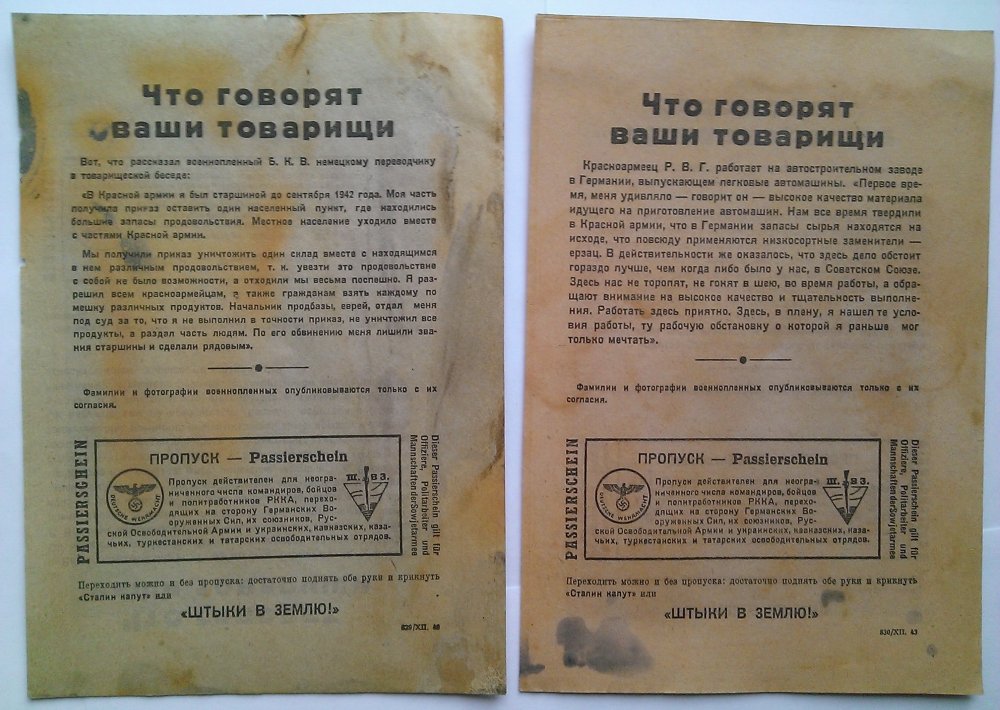 Что говорят
ваши товарищи
Вот, что рассказал военнопленный Б. К. В. немецкому переводчику
в товарищеской беседе:
«В Красной армии я был старшиной до сентября 1942 года. Моя часть
получила приказ оставить один населенный пункт, где находились
большие запасы продовольствия. Местное население уходило вместе
с частями Красной армии.
Мы получили приказ уничтожить один склад вместе с находящимся
в нем различным продовольствием, т. к. увезти это продовольствие
с собой не было возможности, а отходили мы весьма поспешно. Я раз-
решил всем красноармейцам, а также гражданам взять каждому по
мешку различных продуктов. Начальник продбазы, еврей, отдал меня
под суд за то, что я не выполнил в точности приказ, не уничтожил все
продукты, а раздал часть людям. По его обвинению меня лишили зва-
ния старшины и сделали рядовым».
Фамилии и фотографии военнопленных опубликовываются только с их
согласия.
PASSIERSCHEIN
ПРОПУСК — Passierschein
DEUTSCHE WEHRMACHT
Пропуск действителен для неогра-
ниченного числа командиров, бойцов
и политработников РККА, перехо-
дящих на сторону Германских Во-
оруженных Сил, их союзников, Рус-
ской Освободительной Армии и украинских, кавказских, каза-
чьих, туркестанских и татарских освободительных отрядов.
Ш. В З.
Dieser Passierschein gilt für
Offiziere, Politarbeiter und
Mannschaften der Sowjetarmee
Переходить можно и без пропуска: достаточно поднять обе руки и крикнуть
«Сталин капут» или
«ШТЫКИ В ЗЕМЛЮ!»
829/XII. 43
Что говорят
ваши товарищи
Красноармеец Р. В. Г. работает на автостроительном заводе
в Германии, выпускающем легковые автомашины. «Первое вре-
мя, меня удивляло — говорит он — высокое качество материала
идущего на приготовление автомашин. Нам все время твердили
в Красной армии, что в Германии запасы сырья находятся на
исходе, что повсюду применяются низкосортные заменители —
ерзац. В действительности же оказалось, что здесь дело обстоит
гораздо лучше, чем когда либо было у нас, в Советском Союзе.
Здесь нас не торопят, не гонят в шею, во время работы, а обра-
щают внимание на высокое качество и тщательность выполне-
ния. Работать здесь приятно. Здесь, в плену, я нашел те усло-
вия работы, ту рабочую обстановку о которой я раньше мог
только мечтать».
Фамилии и фотографии военнопленных опубликовываются только с их
согласия.
PASSIERSCHEIN
ПРОПУСК — Passierschein
DEUTSCHE WEHRMACHT
Пропуск действителен для неогра-
ниченного числа командиров, бойцов
и политработников РККА, перехо-
дящих на сторону Германских Во-
оруженных Сил, их союзников, Рус-
ской Освободительной Армии и украинских, кавказских, каза-
чьих, туркестанских и татарских освободительных отрядов.
Ш. В З.
Dieser Passierschein gilt für
Offiziere, Politarbeiter und
Mannschaften der Sowjetarmee
Переходить можно и без пропуска: достаточно поднять обе руки и крикнуть
«Сталин капут» или
«ШТЫКИ В ЗЕМЛЮ!»
830/XII. 43